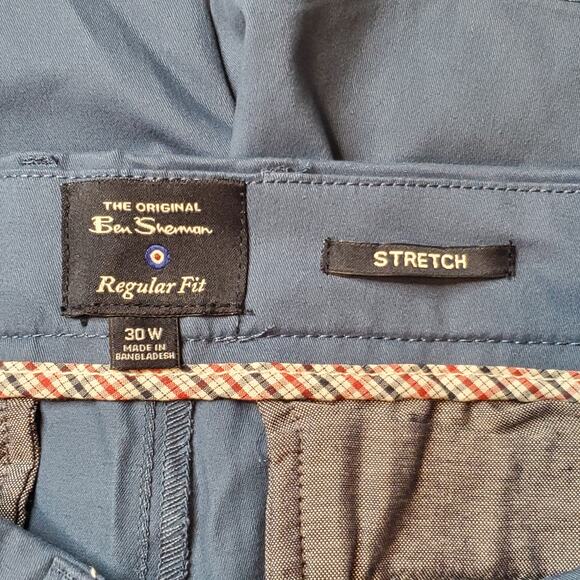 THE ORIGINAL
Ben Sherman
Regular Fit
STRETCH
30 W
MADE IN
BANGLADESH